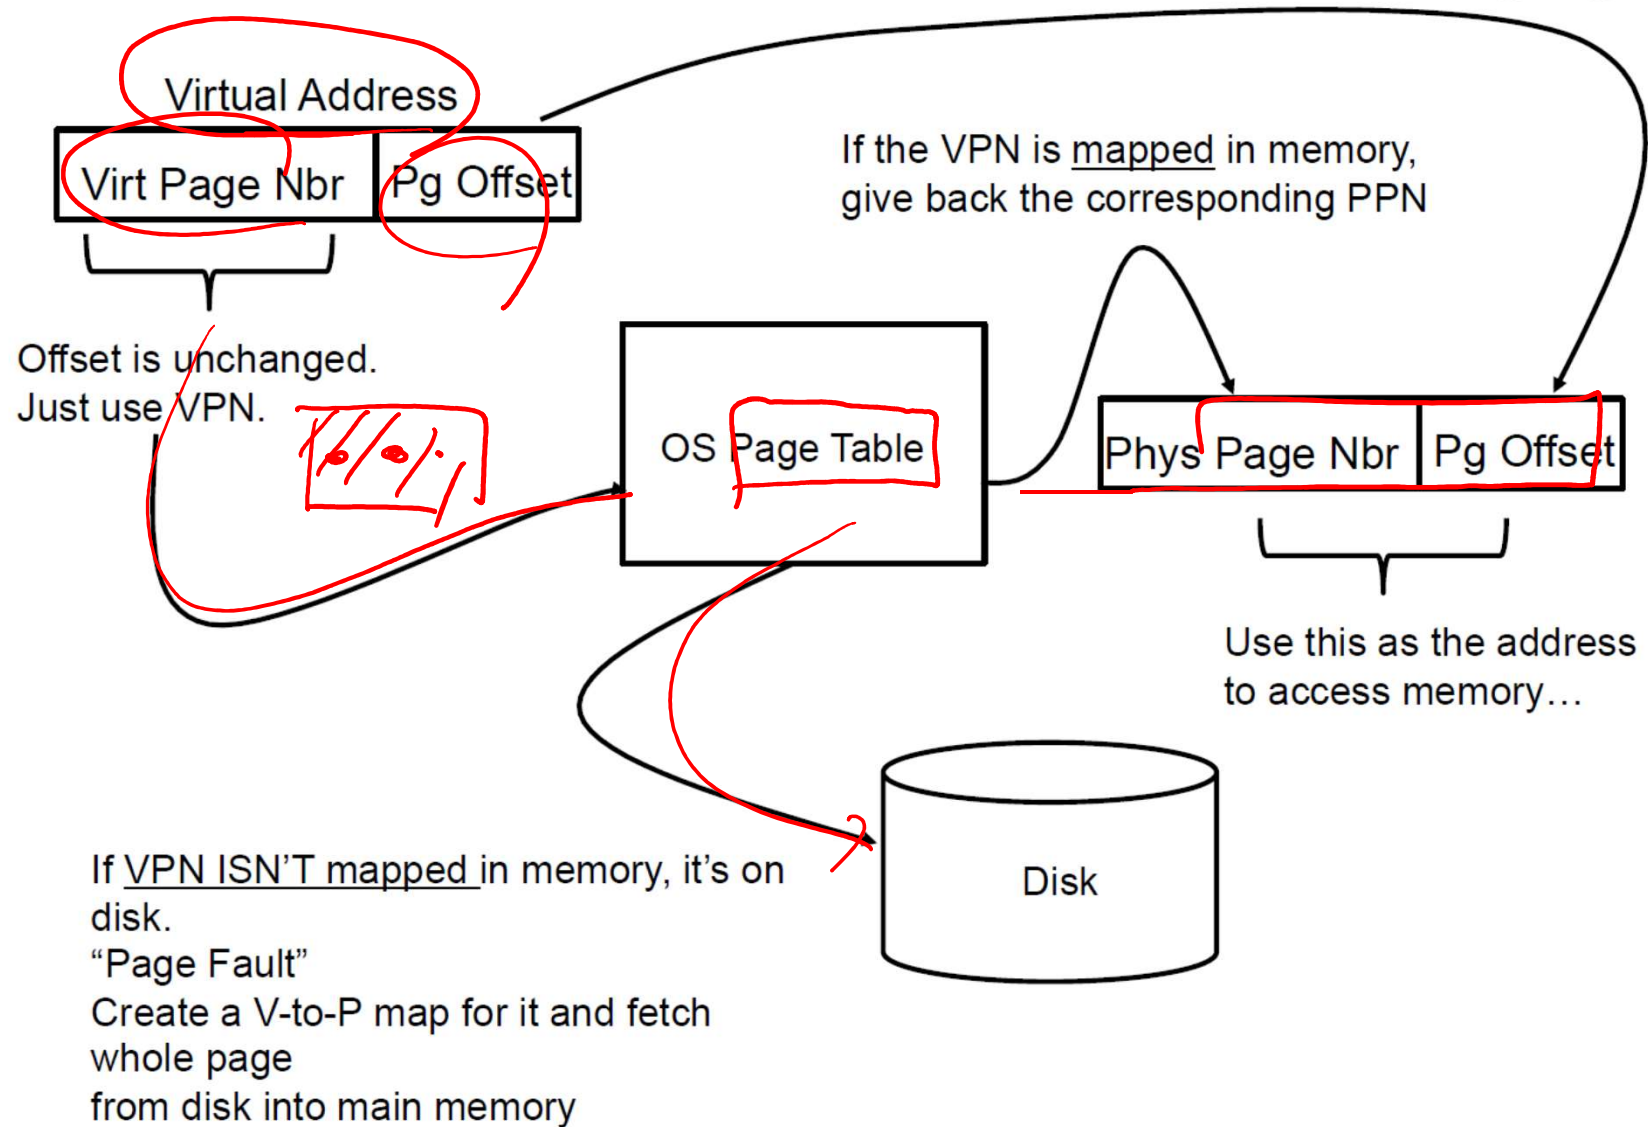 Virtual Address
Virt Page Nbr
Pg Offset
If the VPN is mapped in memory,
give back the corresponding PPN
Offset is unchanged.
Just use VPN.
OS Page Table
Phys Page Nbr
Pg Offset
Use this as the address
to access memory…
Disk
If VPN ISN’T mapped in memory, it’s on
disk.
“Page Fault”
Create a V-to-P map for it and fetch
whole page
from disk into main memory